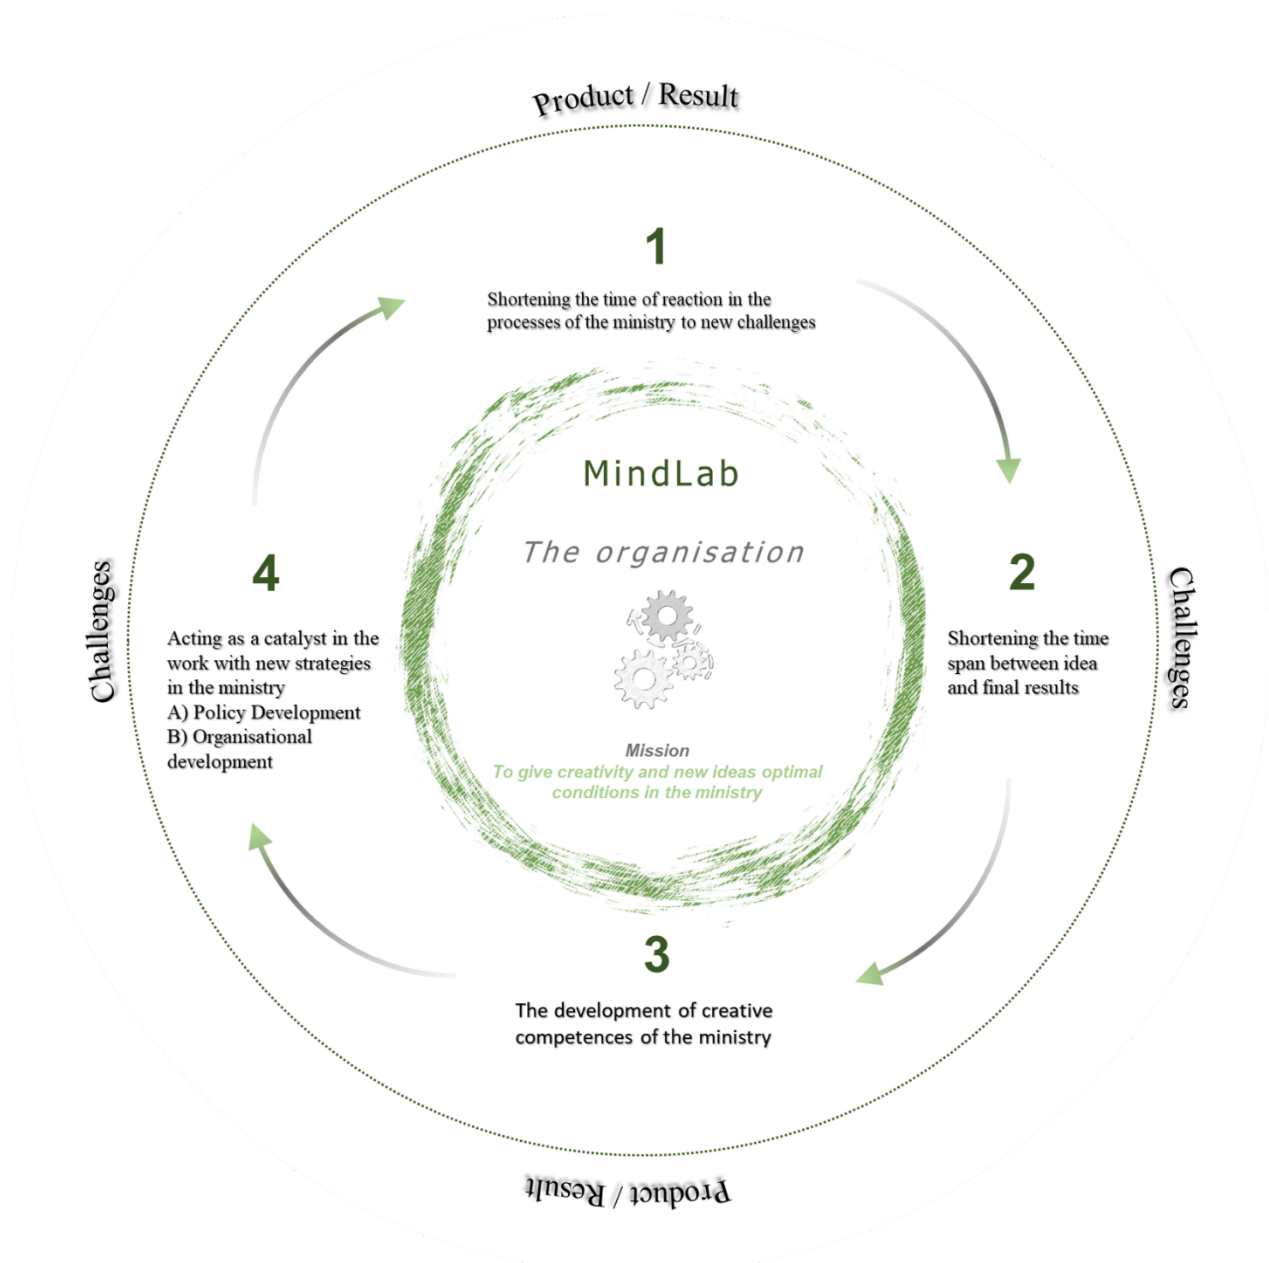 Product / Result
1
Shortening the time of reaction in the
processes of the ministry to new challenges
MindLab
The organisation
Mission
To give creativity and new ideas optimal
conditions in the ministry
2
Shortening the time
span between idea
and final results
3
The development of creative
competences of the ministry
4
Acting as a catalyst in the
work with new strategies
in the ministry
A) Policy Development
B) Organisational
development
Challenges
Challenges
Product / Result